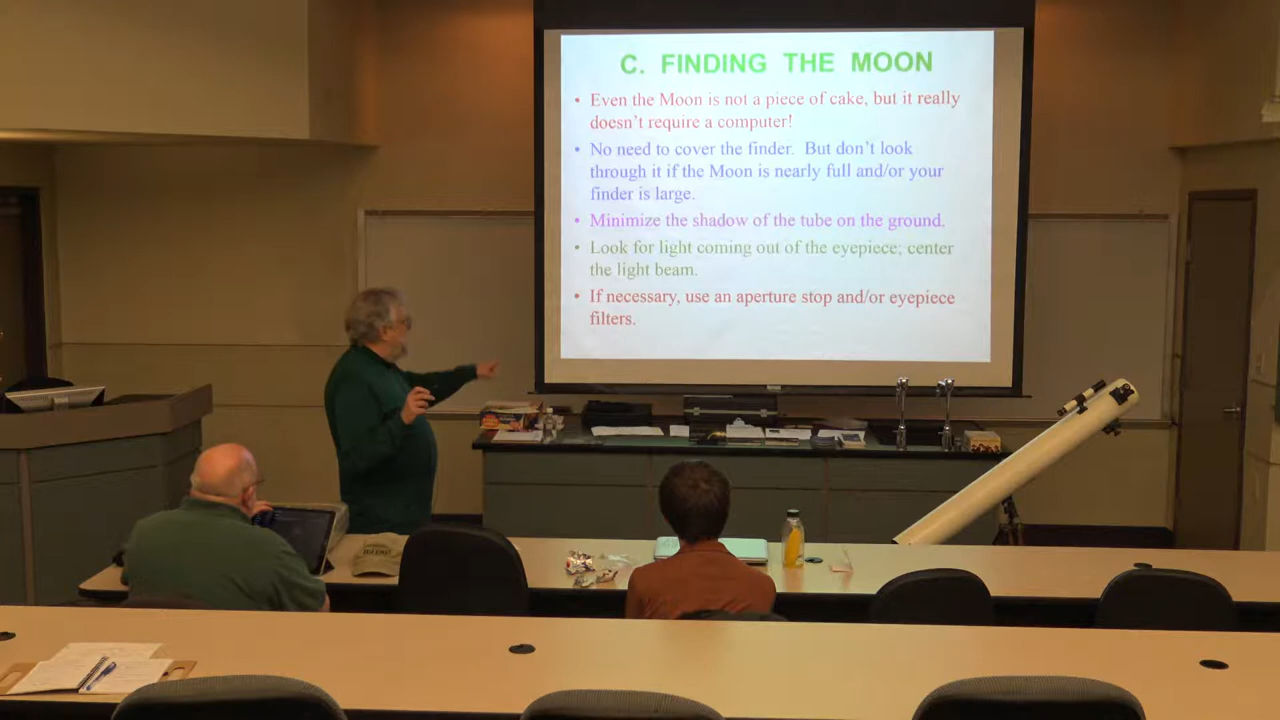 C. FINDING THE MOON
• Even the Moon is not a piece of cake, but it really
doesn't require a computer!
• No need to cover the finder. But don't look
through it if the Moon is nearly full and/or your
finder is large.
• Minimize the shadow of the tube on the ground.
• Look for light coming out of the eyepiece; center
the light beam.
• If necessary, use an aperture stop and/or eyepiece
filters.